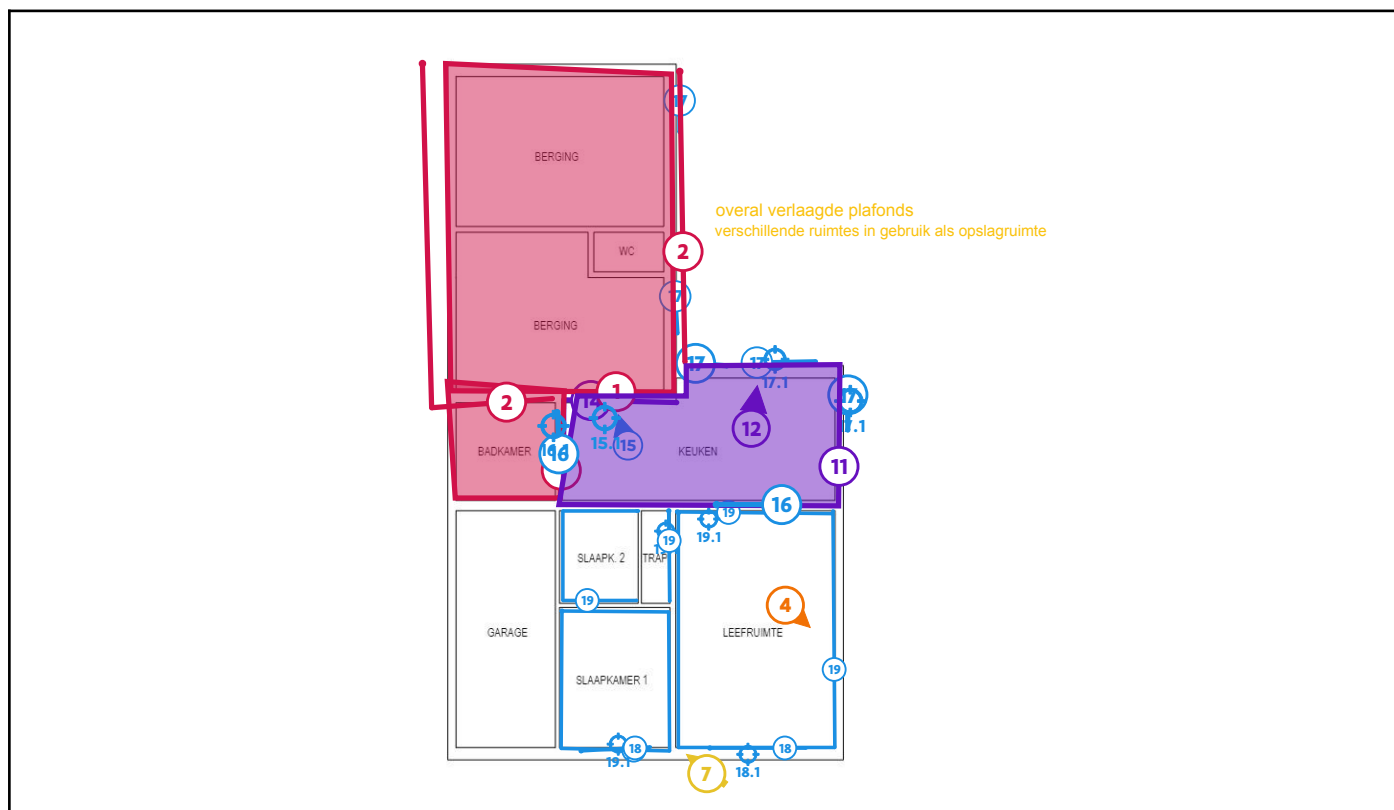 17
BERGING
overal verlaagde plafonds
verschillende ruimtes in gebruik als opslagruimte
WC
2
17
BERGING
17
17
17.1
1
14
2
17
17.1
15.1
12
15
16
BADKAMER
KEUKEN
11
16
19
19.1
19
SLAAPK. 2
TRAP
19
4
GARAGE
LEEFRUIMTE
19
SLAAPKAMER 1
19.1
18
18
18.1
7